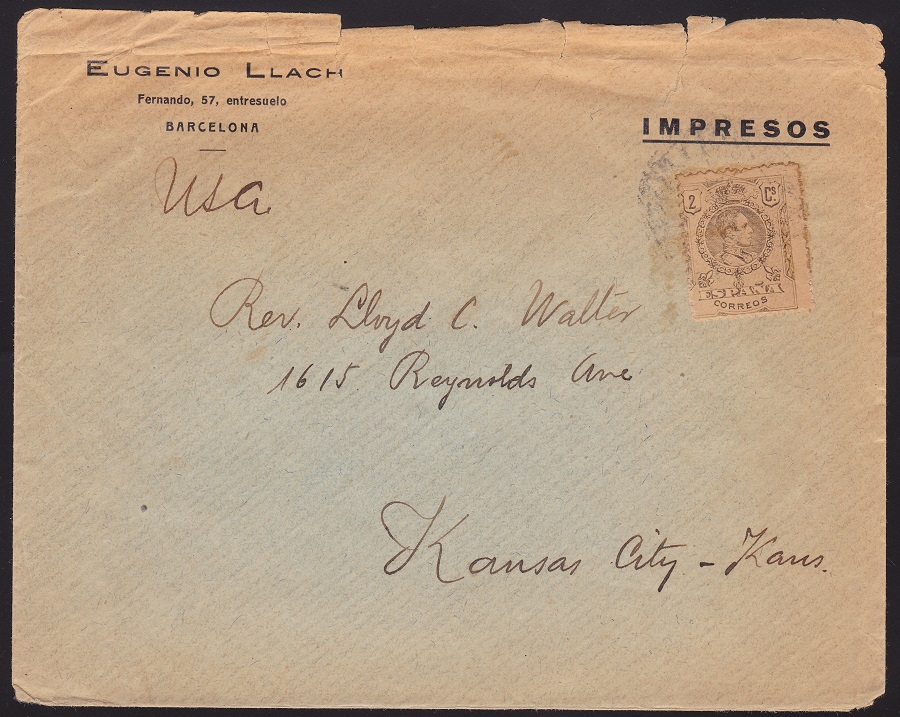 EUGENIO LLACH
Fernando, 57, entresuelo
BARCELONA
IMPRESOS
USA
2 Cs.
ESPAÑA
CORREOS
Rev. Lloyd C. Walter
1615 Reynolds Ave
Kansas City - Kans.